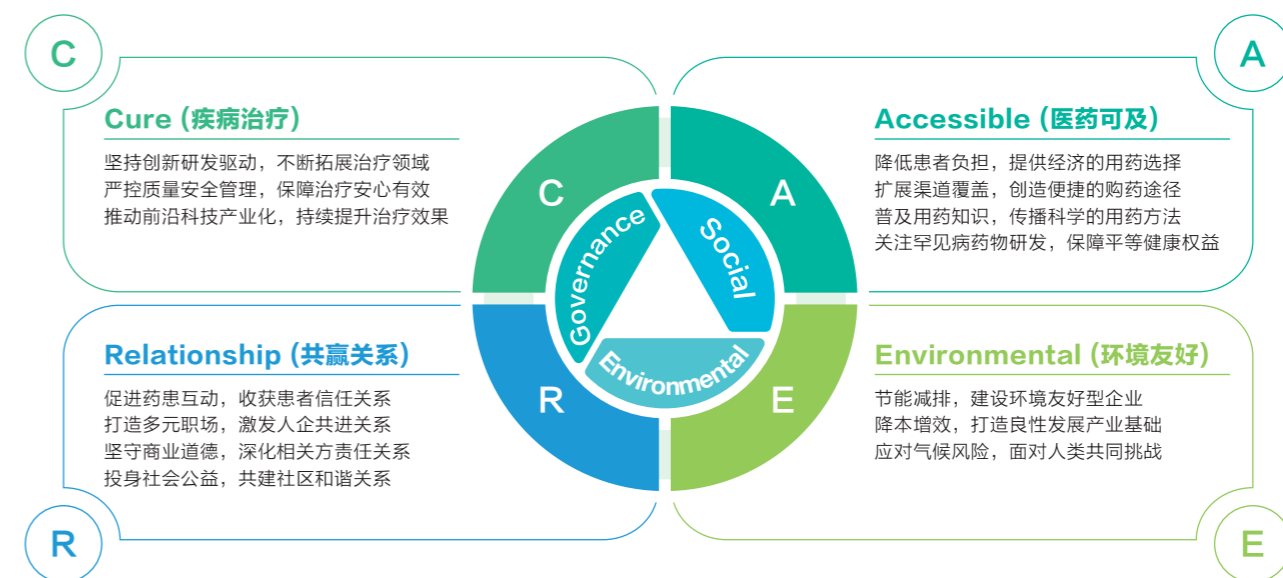 C
Cure (疾病治疗)
坚持创新研发驱动，不断拓展治疗领域
严控质量安全管理，保障治疗安心有效
推动前沿科技产业化，持续提升治疗效果
A
Accessible (医药可及)
降低患者负担，提供经济的用药选择
扩展渠道覆盖，创造便捷的购药途径
普及用药知识，传播科学的用药方法
关注罕见病药物研发，保障平等健康权益
C
A
Governance
Social
Environmental
R
E
Relationship (共赢关系)
促进药患互动，收获患者信任关系
打造多元职场，激发人企共进关系
坚守商业道德，深化相关方责任关系
投身社会公益，共建社区和谐关系
R
Environmental (环境友好)
节能减排，建设环境友好型企业
降本增效，打造良性发展产业基础
应对气候风险，面对人类共同挑战
E